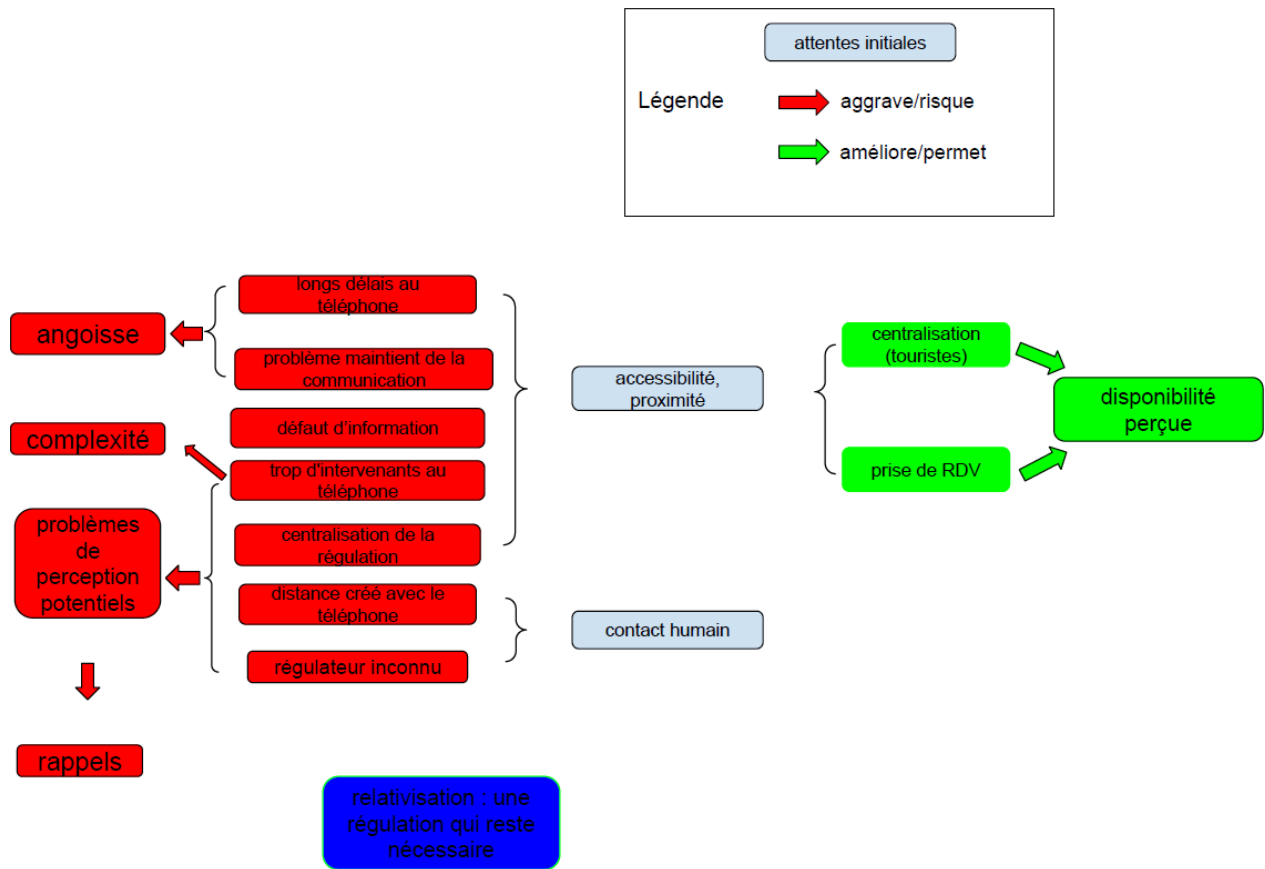 attentes initiales
Légende
aggrave/risque
améliore/permet
longs délais au
téléphone
angoisse
problème maintient de la
communication
complexité
défaut d'information
trop d'intervenants au
téléphone
problèmes
de
perception
potentiels
centralisation de la
régulation
distance créé avec le
téléphone
régulateur inconnu
rappels
accessibilité,
proximité
contact humain
centralisation
(touristes)
prise de RDV
disponibilité
perçue
relativisation : une
régulation qui reste
nécessaire